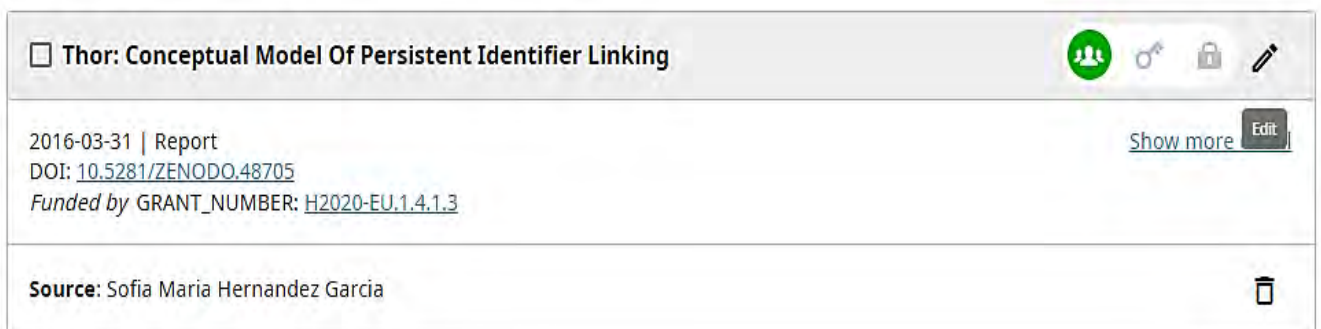 Thor: Conceptual Model Of Persistent Identifier Linking
2016-03-31 | Report
Show more
Edit
DOI: 10.5281/ZENODO.48705
Funded by GRANT_NUMBER: H2020-EU.1.4.1.3
Source: Sofia Maria Hernandez Garcia